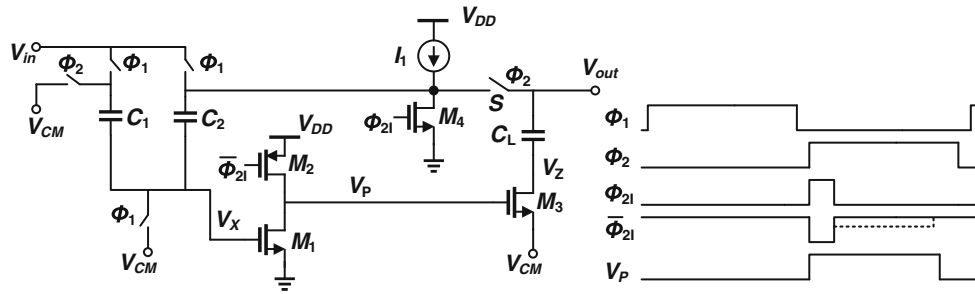 V_DD
V_in
Φ_1
Φ_2
Φ_1
I_1
Φ_2
V_out
S
C_1
C_2
V_CM
Φ_2I
M_4
C_L
V_DD
Φ̅_2I
M_2
V_P
V_Z
M_3
Φ_1
V_X
M_1
V_CM
V_CM
Φ_1
Φ_2
Φ_2I
Φ̅_2I
V_P